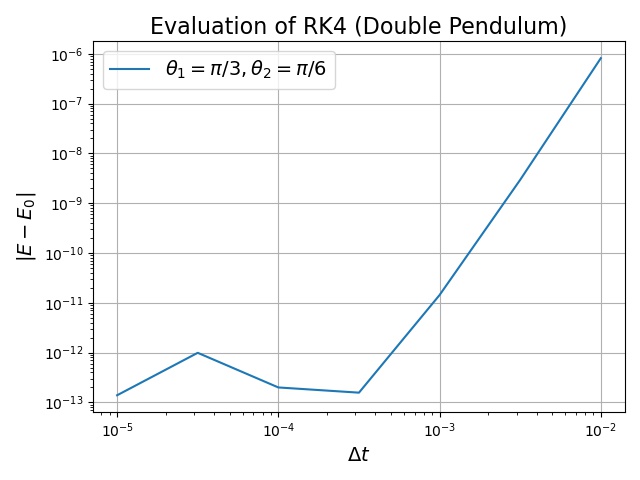 Evaluation of RK4 (Double Pendulum)
θ₁ = π/3, θ₂ = π/6
10⁻⁶
10⁻⁷
10⁻⁸
10⁻⁹
10⁻¹⁰
10⁻¹¹
10⁻¹²
10⁻¹³
|E − E₀|
10⁻⁵ 10⁻⁴ 10⁻³ 10⁻²
Δt